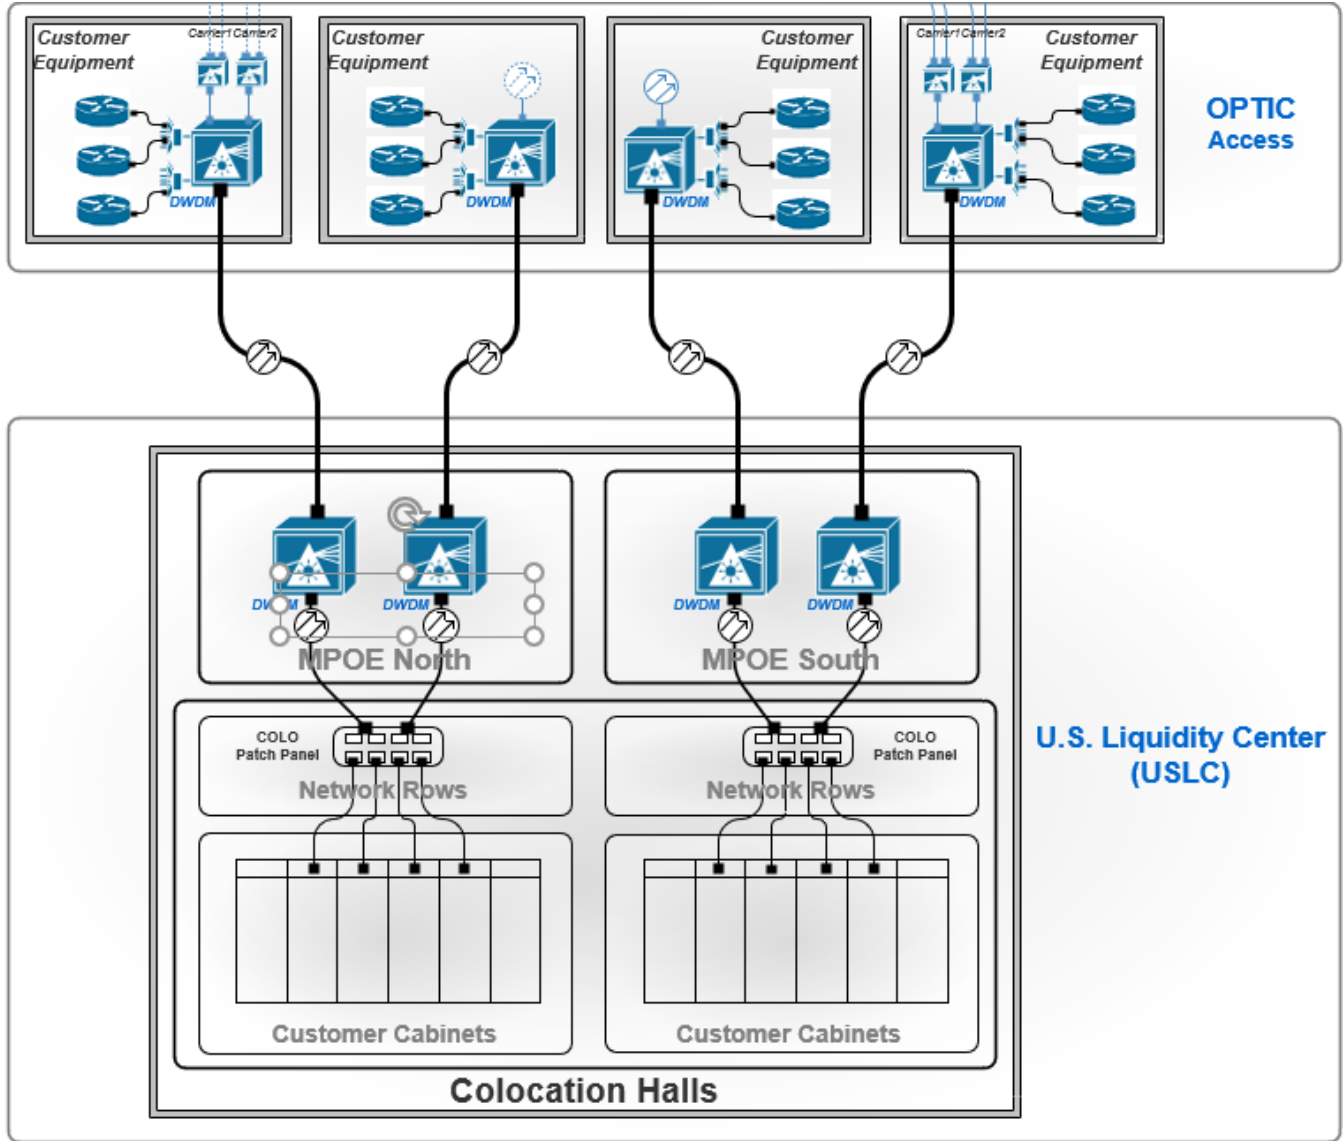 Customer
Equipment
Carrier1 Carrier2
DWDM
Customer
Equipment
DWDM
Customer
Equipment
DWDM
Carrier1 Carrier2
Customer
Equipment
DWDM
OPTIC
Access
DWDM
DWDM
MPOE North
DWDM
DWDM
MPOE South
COLO
Patch Panel
Network Rows
COLO
Patch Panel
Network Rows
U.S. Liquidity Center
(USLC)
Customer Cabinets
Customer Cabinets
Colocation Halls